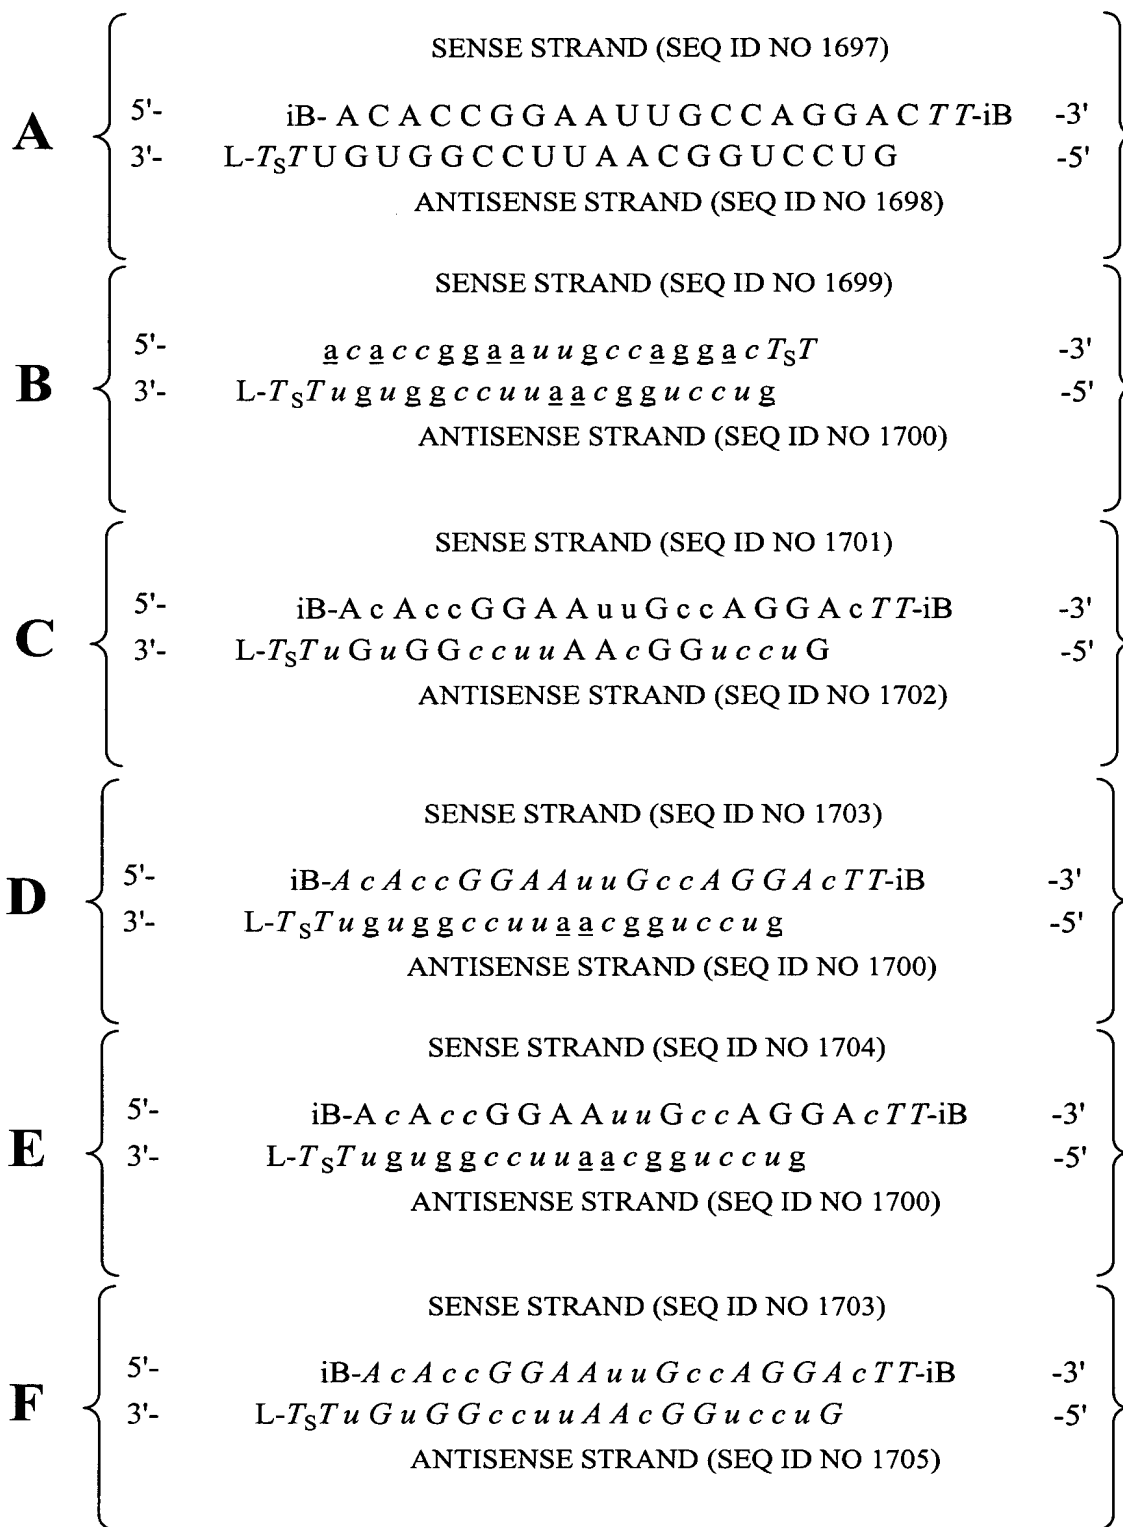 SENSE STRAND (SEQ ID NO 1697)
A 5'- iB- A C A C C G G A A U U G C C A G G A C T T-iB -3'
3'- L-TSTU G U G G C C U U A A C G G U C C U G -5'
ANTISENSE STRAND (SEQ ID NO 1698)
SENSE STRAND (SEQ ID NO 1699)
B 5'- a c a c c g g a a u u g c c a g g a c TST -3'
3'- L-TST u g u g g c c u u a a c g g u c c u g -5'
ANTISENSE STRAND (SEQ ID NO 1700)
SENSE STRAND (SEQ ID NO 1701)
C 5'- iB-A c A c c G G A A u u G c c A G G A c T T-iB -3'
3'- L-TST u G u G G c c u u A A c G G u c c u G -5'
ANTISENSE STRAND (SEQ ID NO 1702)
SENSE STRAND (SEQ ID NO 1703)
D 5'- iB-A c A c c G G A A u u G c c A G G A c T T-iB -3'
3'- L-TST u g u g g c c u u a a c g g u c c u g -5'
ANTISENSE STRAND (SEQ ID NO 1700)
SENSE STRAND (SEQ ID NO 1704)
E 5'- iB-A c A c c G G A A u u G c c A G G A c T T-iB -3'
3'- L-TST u g u g g c c u u a a c g g u c c u g -5'
ANTISENSE STRAND (SEQ ID NO 1700)
SENSE STRAND (SEQ ID NO 1703)
F 5'- iB-A c A c c G G A A u u G c c A G G A c T T-iB -3'
3'- L-TST u G u G G c c u u A A c G G u c c u G -5'
ANTISENSE STRAND (SEQ ID NO 1705)